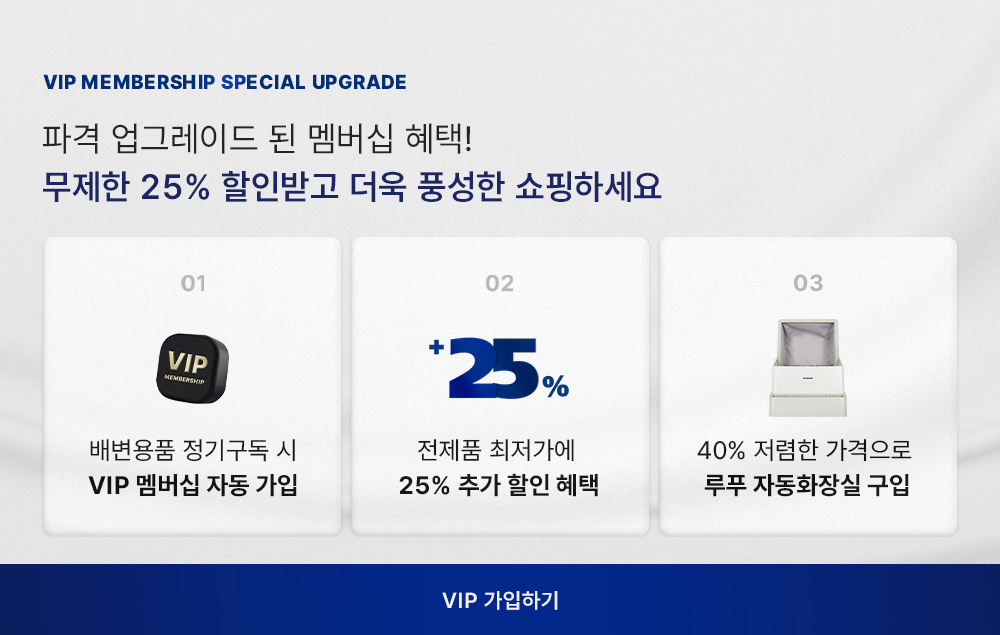 VIP MEMBERSHIP SPECIAL UPGRADE
파격 업그레이드 된 멤버십 혜택!
무제한 25% 할인받고 더욱 풍성한 쇼핑하세요
01
VIP
MEMBERSHIP
배변용품 정기구독 시
VIP 멤버십 자동 가입
02
+25%
전제품 최저가에
25% 추가 할인 혜택
03
40% 저렴한 가격으로
루푸 자동화장실 구입
VIP 가입하기